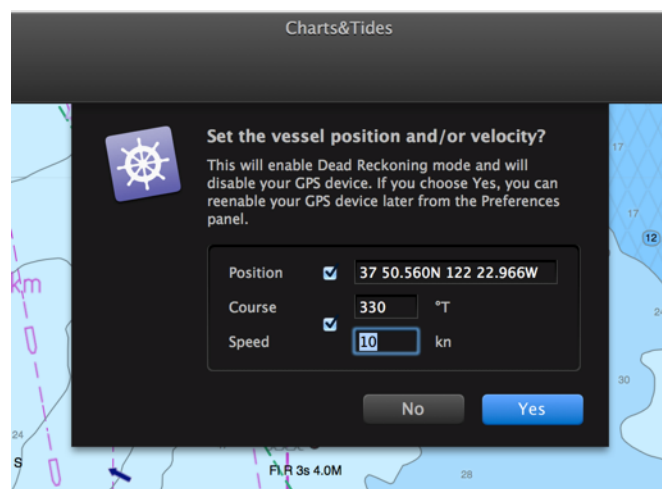 Charts&Tides
Set the vessel position and/or velocity?
This will enable Dead Reckoning mode and will
disable your GPS device. If you choose Yes, you can
reenable your GPS device later from the Preferences
panel.
Position 37 50.560N 122 22.966W
Course 330 °T
Speed 10 kn
No Yes
17
17
12
km
24
30
24
S
Fl R 3s 4.0M
28